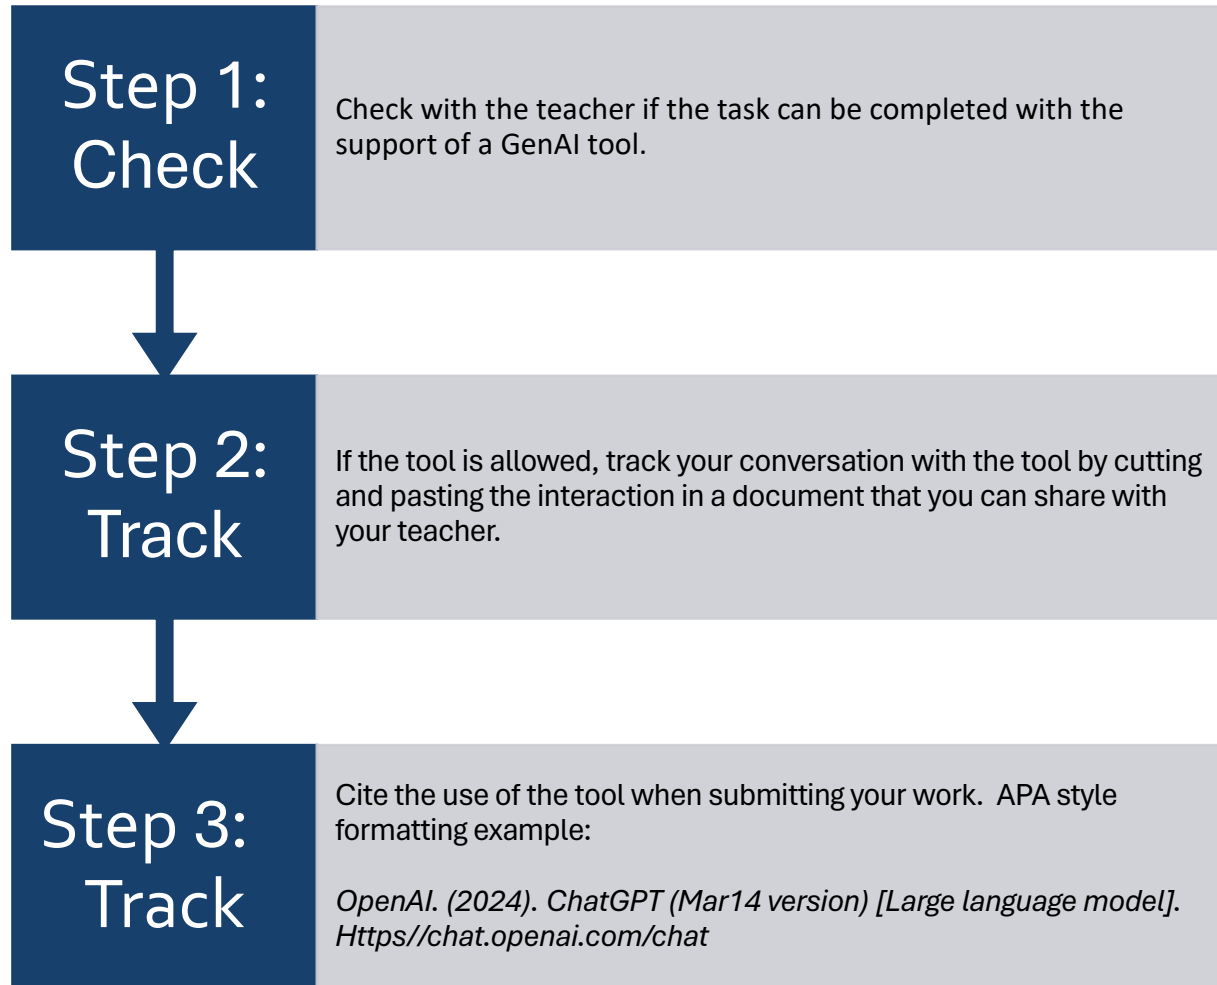 Step 1:
Check
Check with the teacher if the task can be completed with the
support of a GenAI tool.
Step 2:
Track
If the tool is allowed, track your conversation with the tool by cutting
and pasting the interaction in a document that you can share with
your teacher.
Step 3:
Track
Cite the use of the tool when submitting your work.  APA style
formatting example:
OpenAI. (2024). ChatGPT (Mar14 version) [Large language model].
Https//chat.openai.com/chat